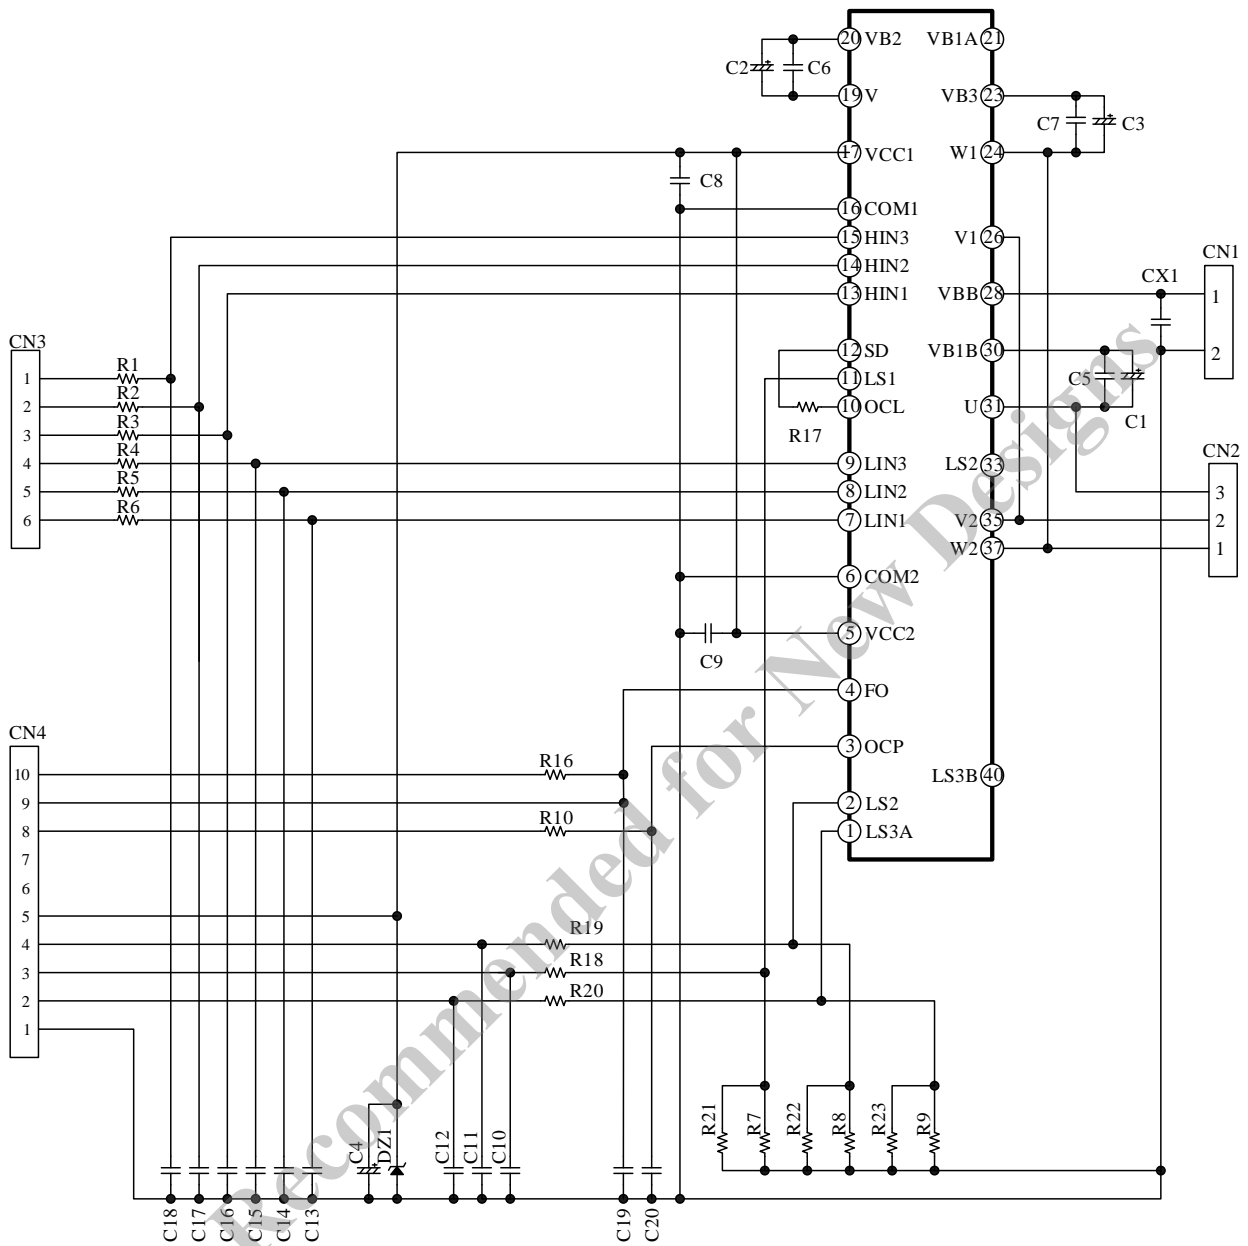 20 VB2 VB1A 21
C2 C6
19 V VB3 23
C7 C3
17 VCC1 W1 24
C8
16 COM1
15 HIN3 V1 26
14 HIN2
CN1
CX1
13 HIN1 VBB 28 1
CN3
12 SD VB1B 30 2
1 R1 11 LS1 C5
2 R2 10 OCL U 31
R17 C1
3 R3
CN2
4 R4 9 LIN3 LS2 33
5 R5 8 LIN2 3
6 R6 7 LIN1 V2 35 2
W2 37 1
6 COM2
5 VCC2
C9
4 FO
CN4
3 OCP
10 R16 LS3B 40
9 2 LS2
8 R10 1 LS3A
7
6
5
4 R19
3 R18
2 R20
1
R21 R7 R22 R8 R23 R9
C4 DZ1 C12 C11 C10
C18 C17 C16 C15 C14 C13 C19 C20
Recommended for New Designs